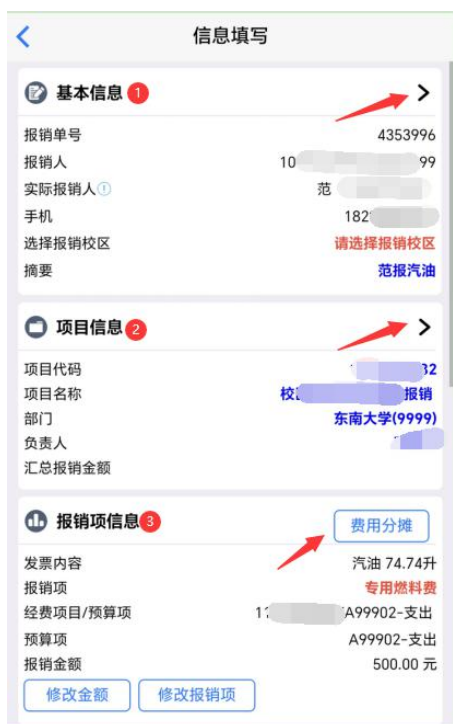 信息填写
基本信息 1
报销单号 4353996
报销人 10 99
实际报销人 范
手机 182
选择报销校区 请选择报销校区
摘要 范报汽油
项目信息 2
项目代码 32
项目名称 校 报销
部门 东南大学(9999)
负责人
汇总报销金额
报销项信息 3 费用分摊
发票内容 汽油 74.74升
报销项 专用燃料费
经费项目/预算项 11 A99902-支出
预算项 A99902-支出
报销金额 500.00 元
修改金额 修改报销项